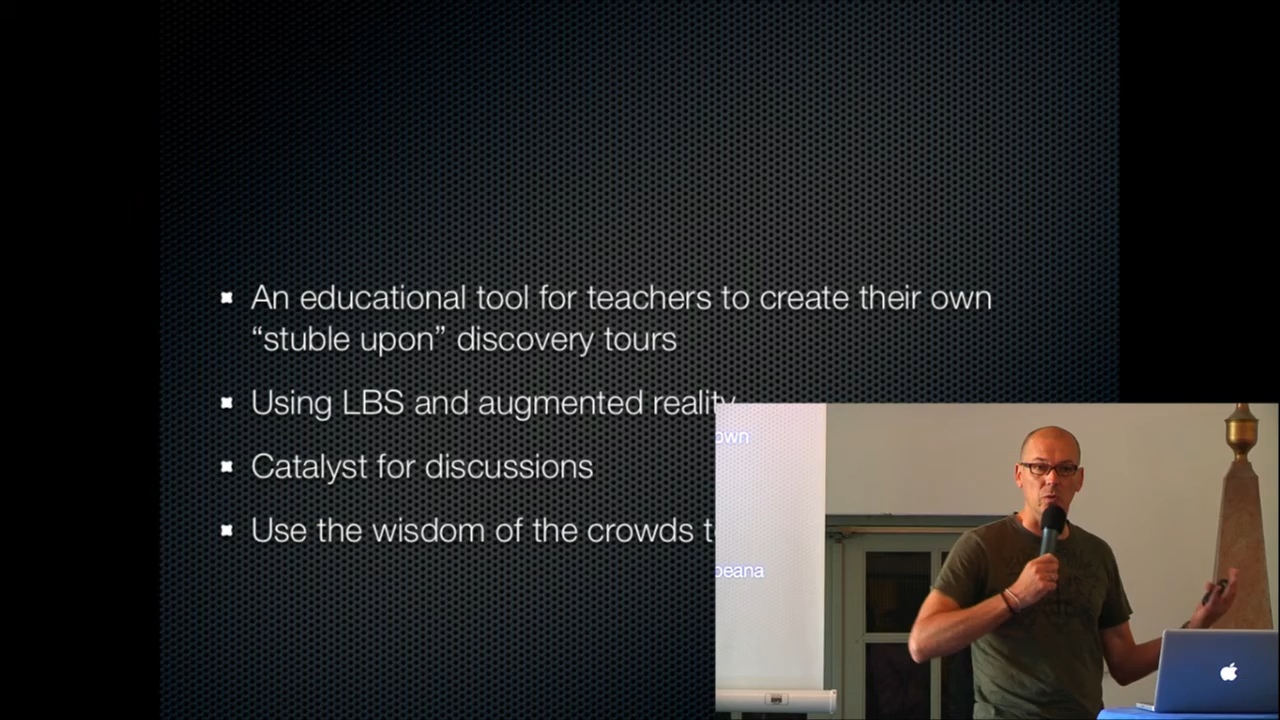 An educational tool for teachers to create their own
“stuble upon” discovery tours
Using LBS and augmented reality
Catalyst for discussions
Use the wisdom of the crowds
own
peana